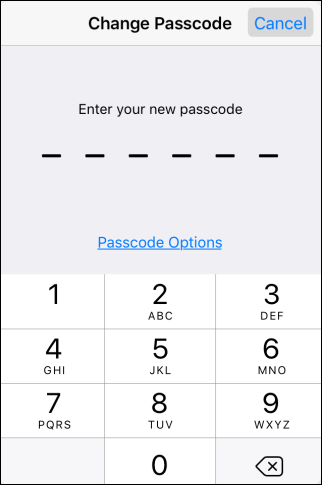 Change Passcode Cancel
Enter your new passcode
Passcode Options
1 2 3
ABC DEF
4 5 6
GHI JKL MNO
7 8 9
PQRS TUV WXYZ
0